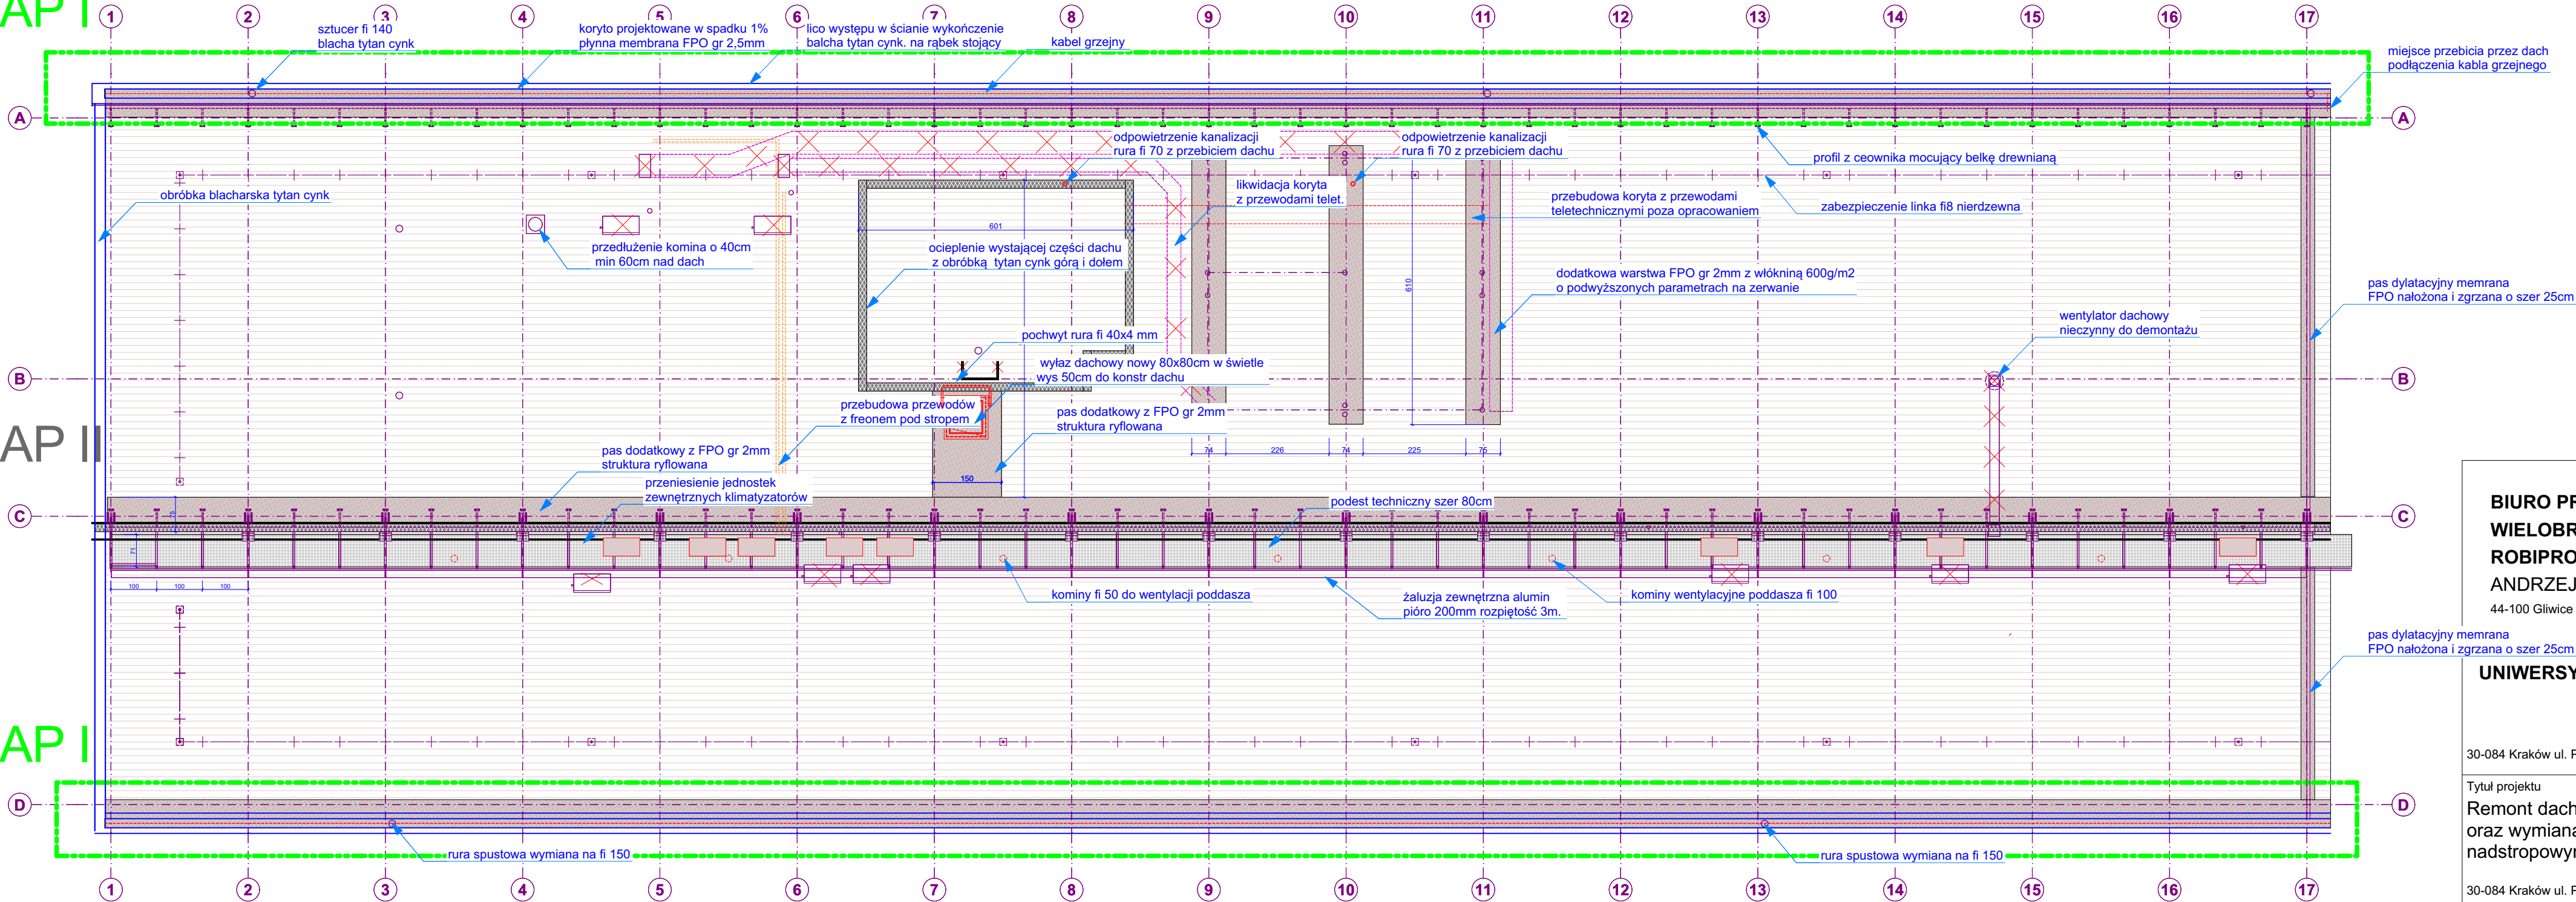 AP I
1 2 3 4 5 6 7 8 9 10 11 12 13 14 15 16 17
sztucer fi 140
blacha tytan cynk
koryto projektowane w spadku 1%
płynna membrana FPO gr 2,5mm
lico występu w ścianie wykończenie
balcha tytan cynk. na rąbek stojący
kabel grzejny
miejsce przebicia przez dach
podłączenia kabla grzejnego
A
A
odpowietrzenie kanalizacji
rura fi 70 z przebiciem dachu
odpowietrzenie kanalizacji
rura fi 70 z przebiciem dachu
profil z ceownika mocujący belkę drewnianą
obróbka blacharska tytan cynk
likwidacja koryta
z przewodami telet.
przebudowa koryta z przewodami
teletechnicznymi poza opracowaniem
zabezpieczenie linka fi8 nierdzewna
601
przedłużenie komina o 40cm
min 60cm nad dach
ocieplenie wystającej części dachu
z obróbką tytan cynk górą i dołem
610
dodatkowa warstwa FPO gr 2mm z włókniną 600g/m2
o podwyższonych parametrach na zerwanie
pas dylatacyjny memrana
FPO nałożona i zgrzana o szer 25cm
wentylator dachowy
nieczynny do demontażu
pochwyt rura fi 40x4 mm
wyłaz dachowy nowy 80x80cm w świetle
wys 50cm do konstr dachu
B
B
przebudowa przewodów
z freonem pod stropem
pas dodatkowy z FPO gr 2mm
struktura ryflowana
AP II
74 226 74 225 75
pas dodatkowy z FPO gr 2mm
struktura ryflowana
150
przeniesienie jednostek
zewnętrznych klimatyzatorów
podest techniczny szer 80cm
75
C
C
71
100 100 100
kominy fi 50 do wentylacji poddasza
żaluzja zewnętrzna alumin
pióro 200mm rozpiętość 3m.
kominy wentylacyjne poddasza fi 100
BIURO PR
WIELOBR
ROBIPRO
ANDRZEJ
44-100 Gliwice
pas dylatacyjny memrana
FPO nałożona i zgrzana o szer 25cm
UNIWERSY
AP I
30-084 Kraków ul. P
Tytuł projektu
Remont dach
oraz wymiana
nadstropowym
D
D
rura spustowa wymiana na fi 150
rura spustowa wymiana na fi 150
30-084 Kraków ul. P
1 2 3 4 5 6 7 8 9 10 11 12 13 14 15 16 17